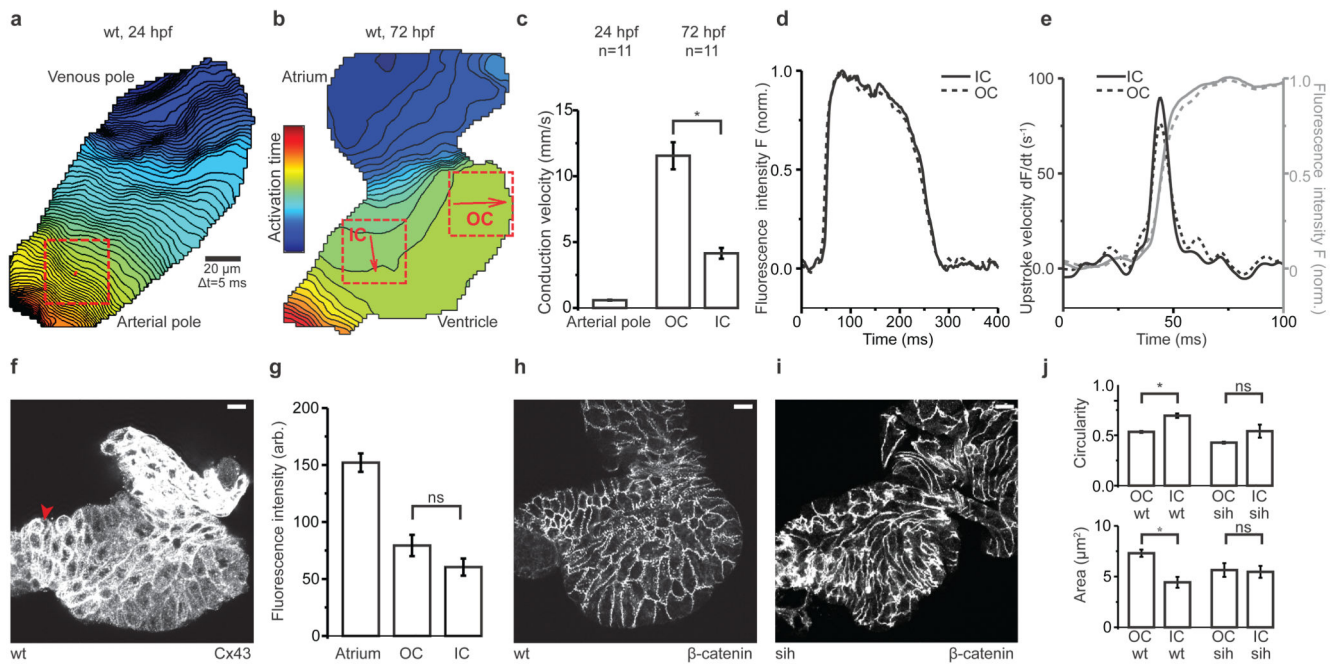 a
wt, 24 hpf
Venous pole
20 µm
Δt=5 ms
Arterial pole
b
wt, 72 hpf
Atrium
Activation time
IC
OC
Ventricle
c
24 hpf
n=11
72 hpf
n=11
Conduction velocity (mm/s)
15
10
5
0
*
Arterial pole
OC
IC
d
Fluorescence intensity F (norm.)
1.0
0.5
0.0
IC
OC
0 100 200 300 400
Time (ms)
e
Upstroke velocity dF/dt (s⁻¹)
100
50
0.0
IC
OC
1.0
0.5
0
Fluorescence
intensity F (norm.)
0 50 100
Time (ms)
f
wt
Cx43
g
Fluorescence intensity (arb.)
200
150
100
50
0
ns
Atrium
OC
IC
h
wt
β-catenin
i
sih
β-catenin
j
Circularity
1.0
0.5
0.0
*
ns
OC IC OC IC
wt wt sih sih
Area (µm²)
10
5
0
*
ns
OC IC OC IC
wt wt sih sih